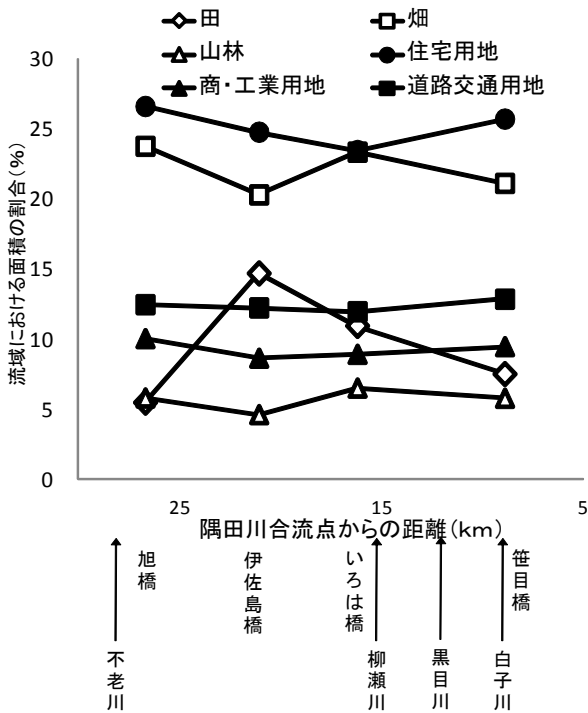 田 畑
山林 住宅用地
商・工業用地 道路交通用地
流域における面積の割合(%)
30
25
20
15
10
5
0
25 15 5
隅田川合流点からの距離(km)
旭橋
伊佐島橋
いろは橋
笹目橋
不老川
柳瀬川
黒目川
白子川